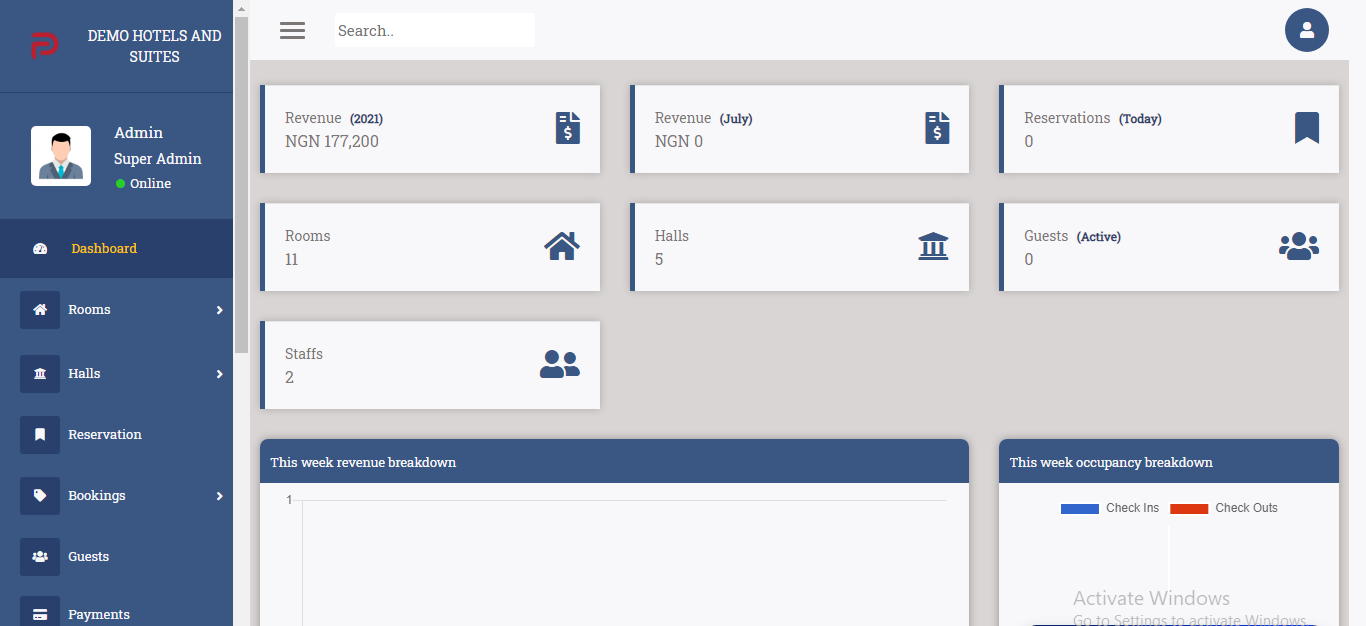 DEMO HOTELS AND
SUITES
Admin
Super Admin
Online
Dashboard
Rooms
Halls
Reservation
Bookings
Guests
Payments
Search..
Revenue (2021)
NGN 177,200
Revenue (July)
NGN 0
Reservations (Today)
0
Rooms
11
Halls
5
Guests (Active)
0
Staffs
2
This week revenue breakdown
1
This week occupancy breakdown
Check Ins Check Outs
Activate Windows
Go to Settings to activate Windows.